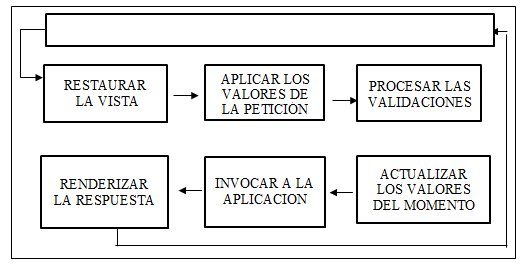 RESTAURAR
LA VISTA
APLICAR LOS
VALORES DE
LA PETICIÓN
PROCESAR LAS
VALIDACIONES
RENDERIZAR
LA RESPUESTA
INVOCAR A LA
APLICACION
ACTUALIZAR
LOS VALORES
DEL MOMENTO